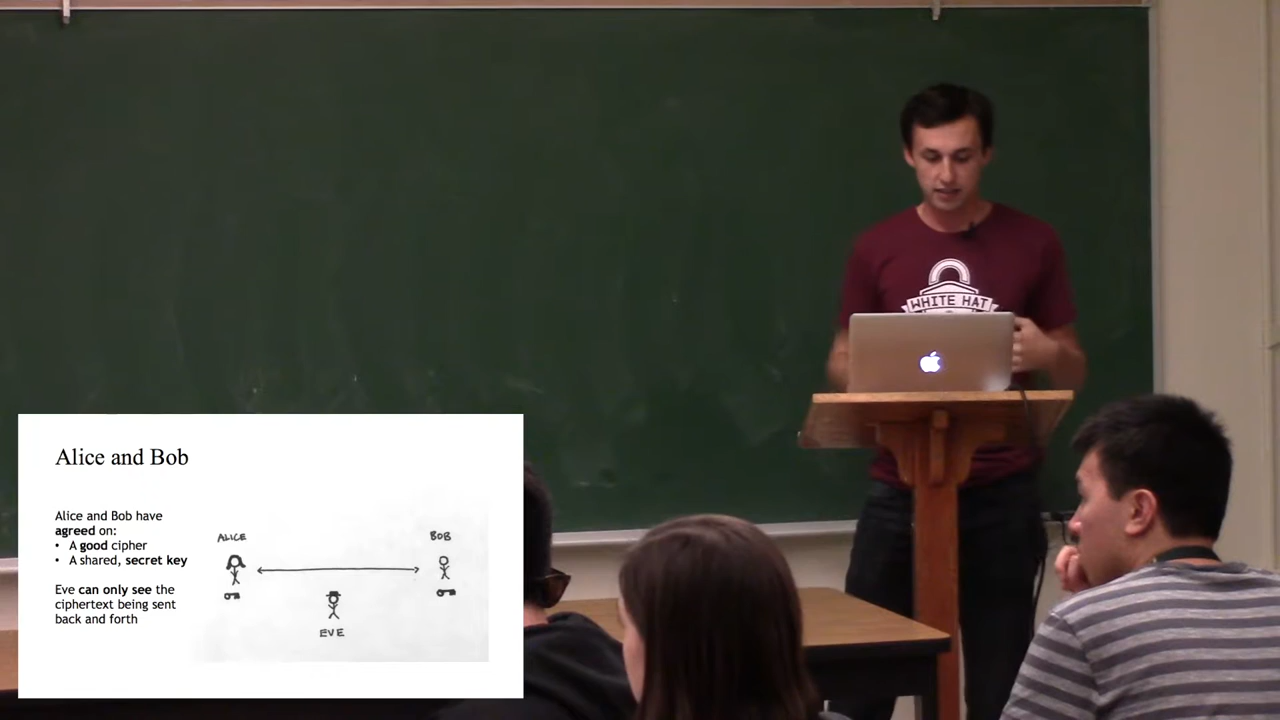 WHITE HAT
Alice and Bob
Alice and Bob have
agreed on:
• A good cipher
• A shared, secret key
Eve can only see the
ciphertext being sent
back and forth
ALICE
BOB
EVE